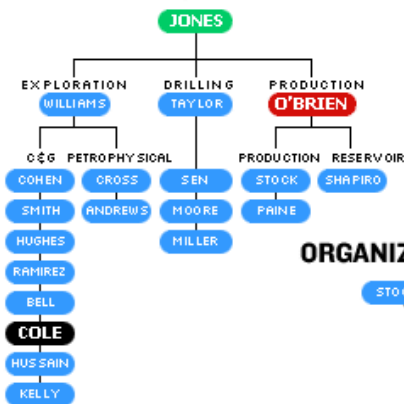 JONES
EXPLORATION DRILLING PRODUCTION
WILLIAMS TAYLOR O'BRIEN
C&G PETROPHYSICAL PRODUCTION RESERVOIR
COHEN CROSS SEN STOCK SHAPIRO
SMITH ANDREWS MOORE PAINE
HUGHES MILLER
ORGANIZ
RAMIREZ
STO
BELL
COLE
HUSSAIN
KELLY